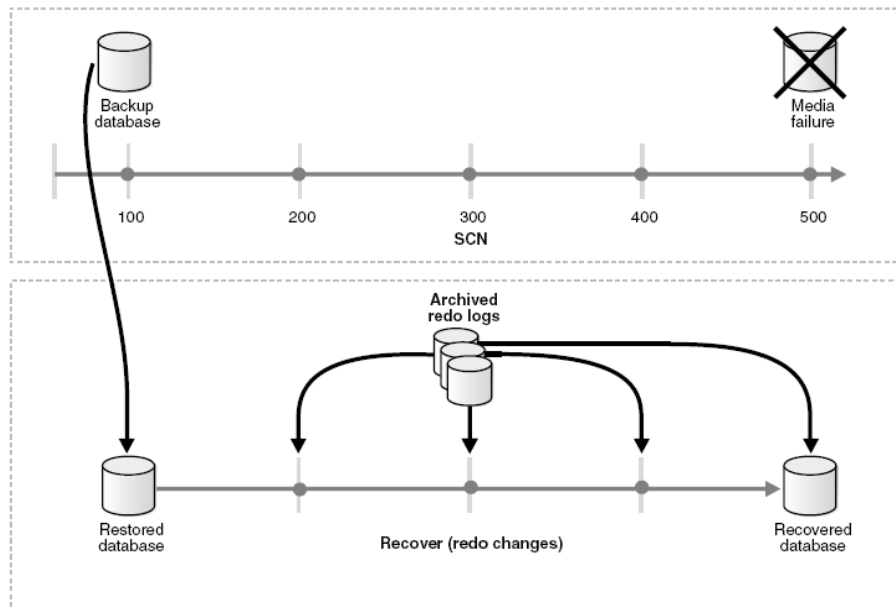 Backup
database
Media
failure
100
200
300
400
500
SCN
Archived
redo logs
Restored
database
Recover (redo changes)
Recovered
database